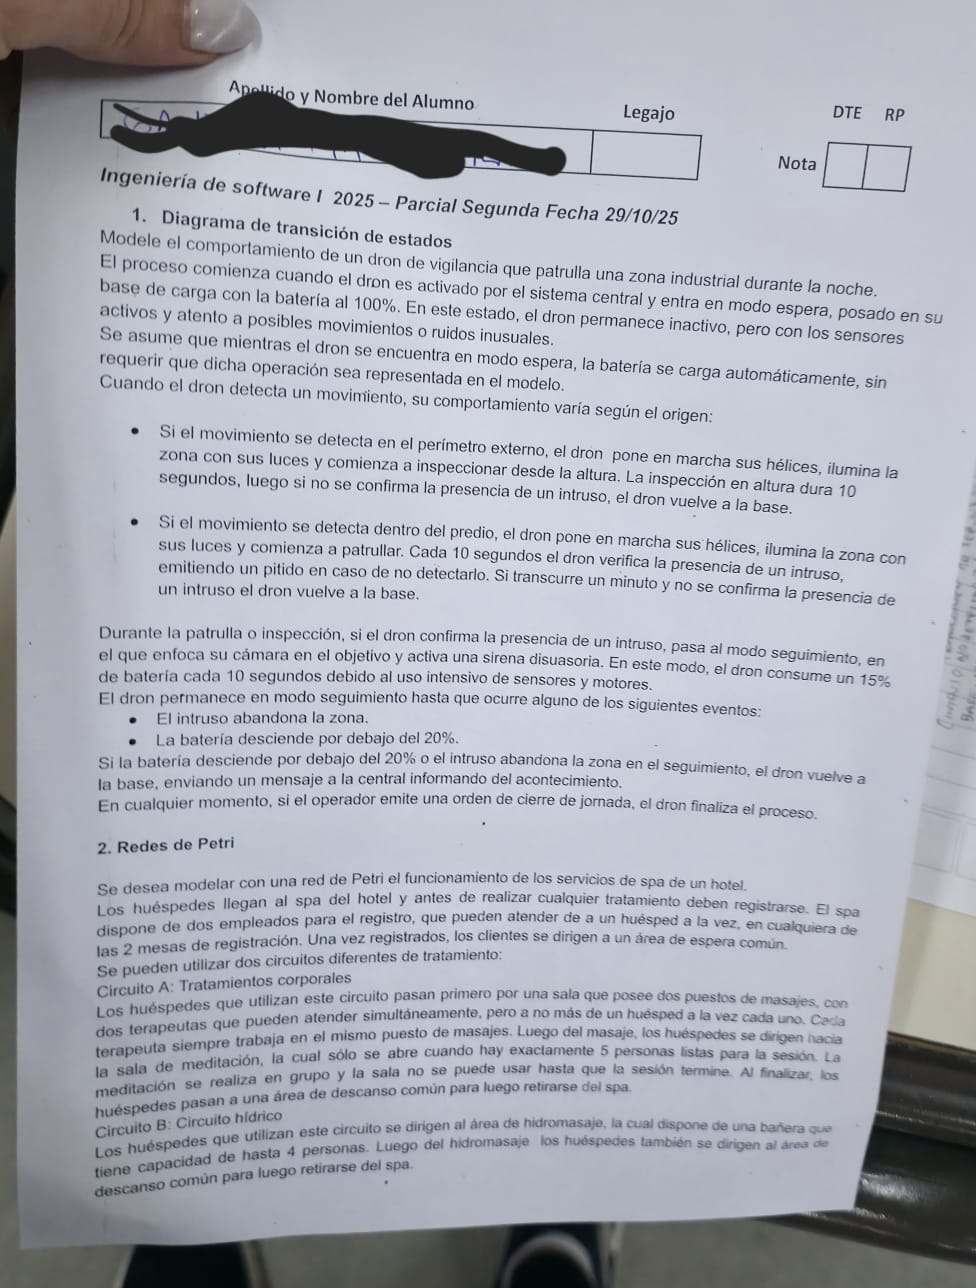 Apellido y Nombre del Alumno
Legajo
DTE RP
Nota
Ingeniería de software I 2025 – Parcial Segunda Fecha 29/10/25
1. Diagrama de transición de estados
Modele el comportamiento de un dron de vigilancia que patrulla una zona industrial durante la noche.
El proceso comienza cuando el dron es activado por el sistema central y entra en modo espera, posado en su
base de carga con la batería al 100%. En este estado, el dron permanece inactivo, pero con los sensores
activos y atento a posibles movimientos o ruidos inusuales.
Se asume que mientras el dron se encuentra en modo espera, la batería se carga automáticamente, sin
requerir que dicha operación sea representada en el modelo.
Cuando el dron detecta un movimiento, su comportamiento varía según el origen:
• Si el movimiento se detecta en el perímetro externo, el dron pone en marcha sus hélices, ilumina la
zona con sus luces y comienza a inspeccionar desde la altura. La inspección en altura dura 10
segundos, luego si no se confirma la presencia de un intruso, el dron vuelve a la base.
• Si el movimiento se detecta dentro del predio, el dron pone en marcha sus hélices, ilumina la zona con
sus luces y comienza a patrullar. Cada 10 segundos el dron verifica la presencia de un intruso,
emitiendo un pitido en caso de no detectarlo. Si transcurre un minuto y no se confirma la presencia de
un intruso el dron vuelve a la base.
Durante la patrulla o inspección, si el dron confirma la presencia de un intruso, pasa al modo seguimiento, en
el que enfoca su cámara en el objetivo y activa una sirena disuasoria. En este modo, el dron consume un 15%
de batería cada 10 segundos debido al uso intensivo de sensores y motores.
El dron permanece en modo seguimiento hasta que ocurre alguno de los siguientes eventos:
• El intruso abandona la zona.
• La batería desciende por debajo del 20%.
Si la batería desciende por debajo del 20% o el intruso abandona la zona en el seguimiento, el dron vuelve a
la base, enviando un mensaje a la central informando del acontecimiento.
En cualquier momento, si el operador emite una orden de cierre de jornada, el dron finaliza el proceso.
2. Redes de Petri
Se desea modelar con una red de Petri el funcionamiento de los servicios de spa de un hotel.
Los huéspedes llegan al spa del hotel y antes de realizar cualquier tratamiento deben registrarse. El spa
dispone de dos empleados para el registro, que pueden atender de a un huésped a la vez, en cualquiera de
las 2 mesas de registración. Una vez registrados, los clientes se dirigen a un área de espera común.
Se pueden utilizar dos circuitos diferentes de tratamiento:
Circuito A: Tratamientos corporales
Los huéspedes que utilizan este circuito pasan primero por una sala que posee dos puestos de masajes, con
dos terapeutas que pueden atender simultáneamente, pero a no más de un huésped a la vez cada uno. Cada
terapeuta siempre trabaja en el mismo puesto de masajes. Luego del masaje, los huéspedes se dirigen hacia
la sala de meditación, la cual sólo se abre cuando hay exactamente 5 personas listas para la sesión. La
meditación se realiza en grupo y la sala no se puede usar hasta que la sesión termine. Al finalizar, los
huéspedes pasan a una área de descanso común para luego retirarse del spa.
Circuito B: Circuito hídrico
Los huéspedes que utilizan este circuito se dirigen al área de hidromasaje, la cual dispone de una bañera que
tiene capacidad de hasta 4 personas. Luego del hidromasaje los huéspedes también se dirigen al área de
descanso común para luego retirarse del spa.